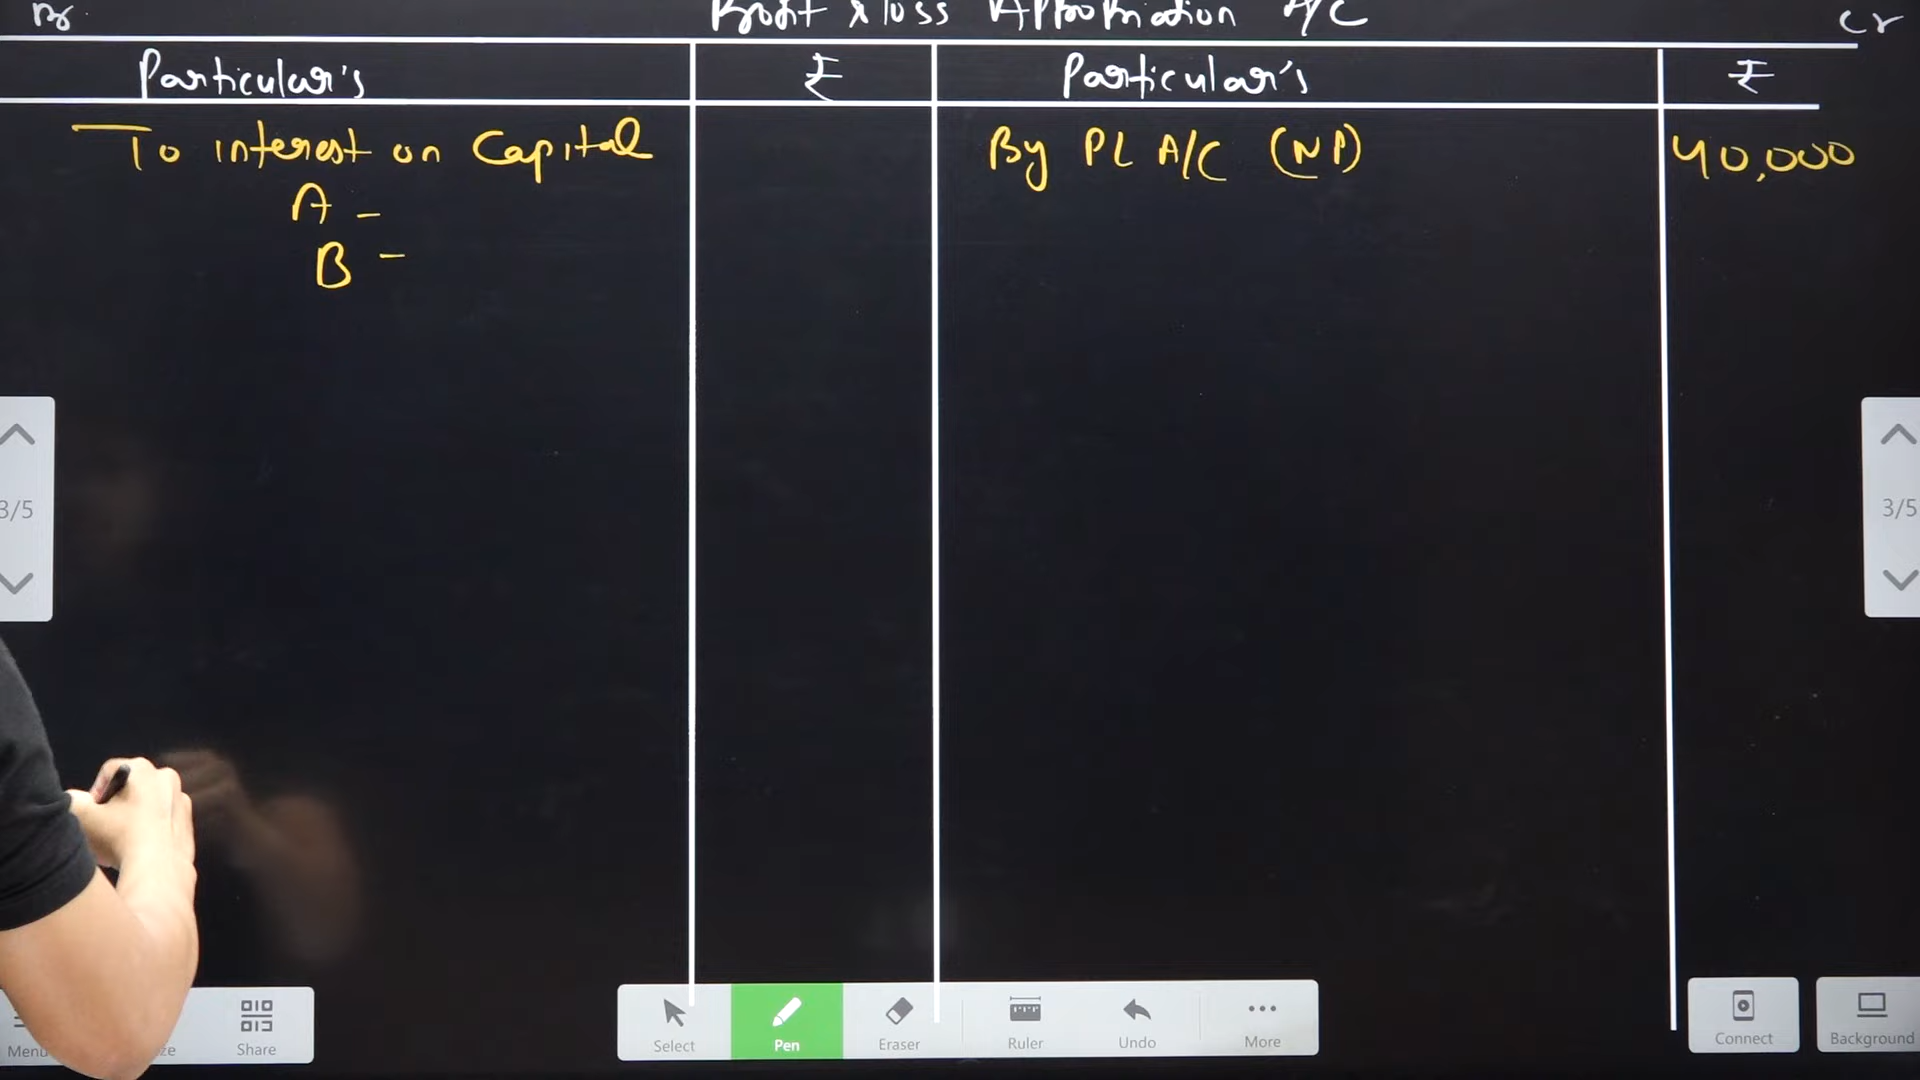 Dr Profit & loss Appropriation A/C Cr
Particular's ₹ Particular's ₹
To interest on Capital By PL A/C (NP) 40,000
A -
B -
3/5 3/5
Menu Share Select Pen Eraser Ruler Undo More Connect Background